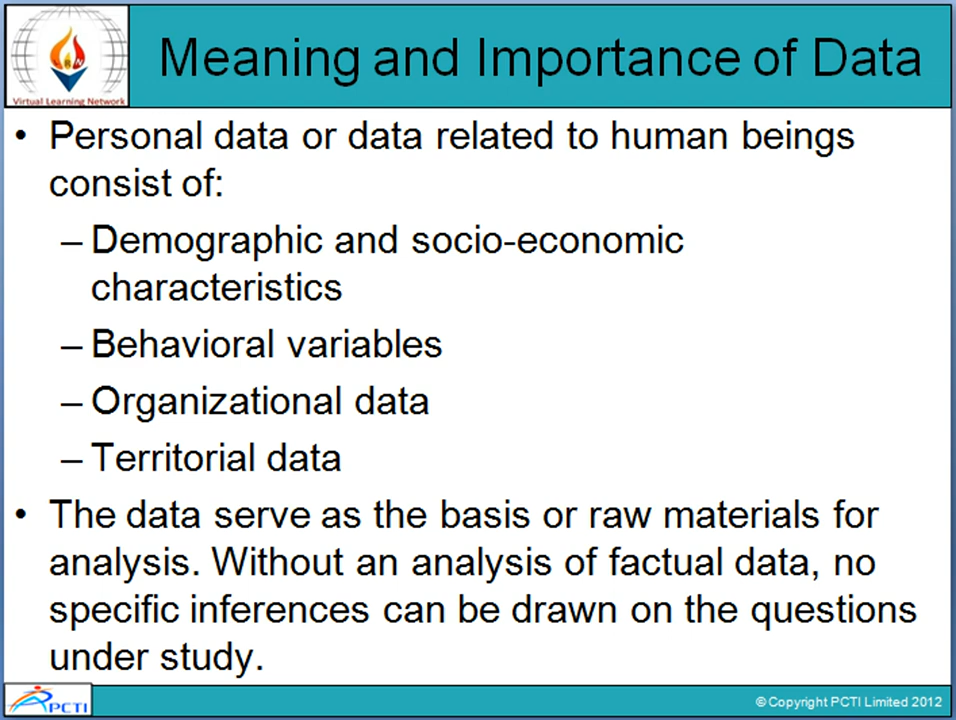 Meaning and Importance of Data
Virtual Learning Network
• Personal data or data related to human beings
consist of:
– Demographic and socio-economic
characteristics
– Behavioral variables
– Organizational data
– Territorial data
• The data serve as the basis or raw materials for
analysis. Without an analysis of factual data, no
specific inferences can be drawn on the questions
under study.
PCTI
© Copyright PCTI Limited 2012